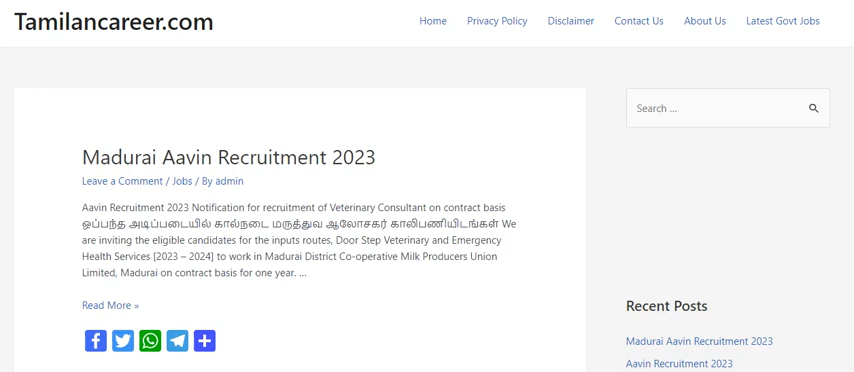 Tamilancareer.com
Home Privacy Policy Disclaimer Contact Us About Us Latest Govt Jobs
Search ...
Madurai Aavin Recruitment 2023
Leave a Comment / Jobs / By admin
Aavin Recruitment 2023 Notification for recruitment of Veterinary Consultant on contract basis
ஒப்பந்த அடிப்படையில் கால்நடை மருத்துவ ஆலோசகர் காலிபணியிடங்கள் We
are inviting the eligible candidates for the inputs routes, Door Step Veterinary and Emergency
Health Services [2023 – 2024] to work in Madurai District Co-operative Milk Producers Union
Limited, Madurai on contract basis for one year. ...
Read More »
Recent Posts
Madurai Aavin Recruitment 2023
Aavin Recruitment 2023